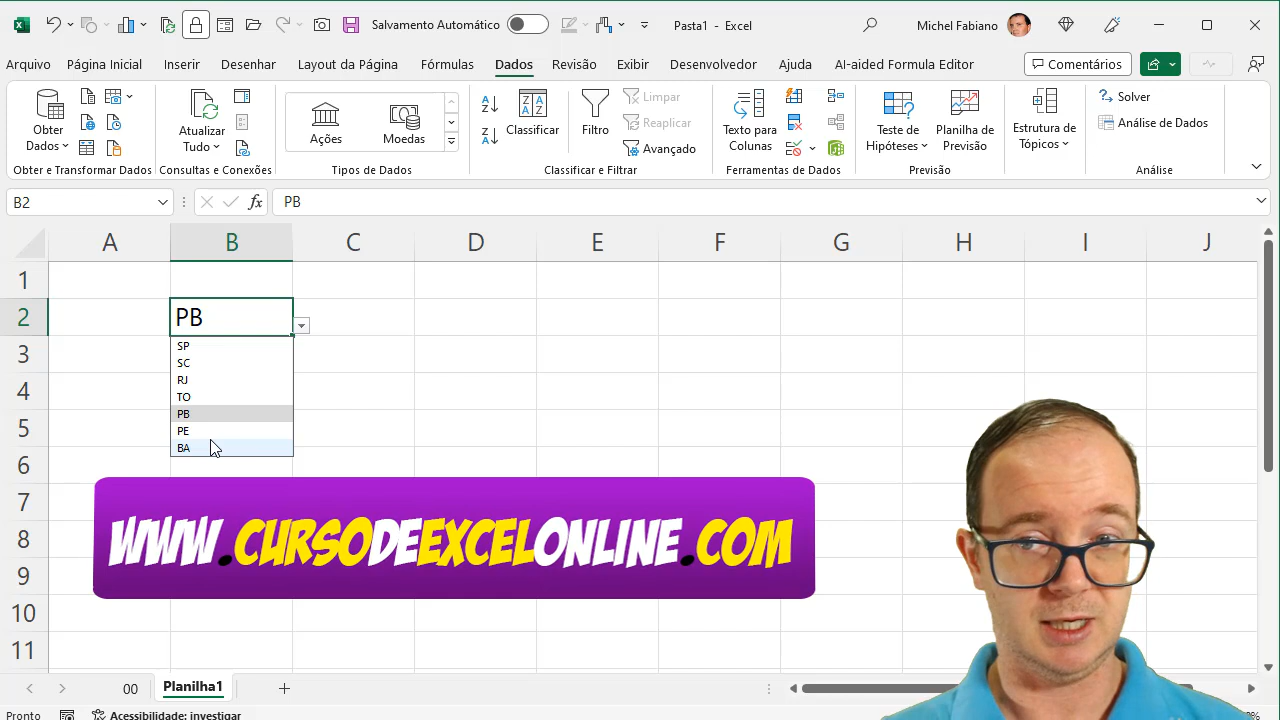 Salvamento Automático
Pasta1 - Excel
Michel Fabiano
Arquivo
Página Inicial
Inserir
Desenhar
Layout da Página
Fórmulas
Dados
Revisão
Exibir
Desenvolvedor
Ajuda
AI-aided Formula Editor
Comentários
Obter
Dados
Obter e Transformar Dados
Atualizar
Tudo
Consultas e Conexões
Ações
Moedas
Tipos de Dados
Classificar
Filtro
Limpar
Reaplicar
Avançado
Classificar e Filtrar
Texto para
Colunas
Ferramentas de Dados
Teste de
Hipóteses
Planilha de
Previsão
Previsão
Estrutura de
Tópicos
Solver
Análise de Dados
Análise
B2
fx
PB
A B C D E F G H I J
1
2 PB
SP
SC
RJ
TO
PB
PE
BA
3
4
5
6
7
8
9
10
11
WWW.CURSODEEXCELONLINE.COM
00
Planilha1
Pronto
Acessibilidade: investigar